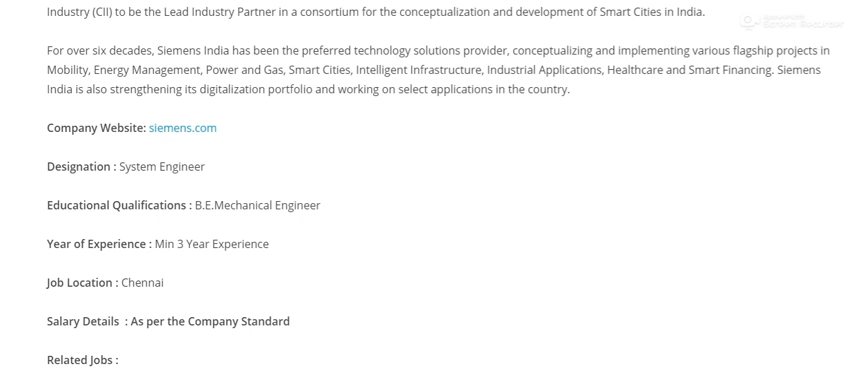 Industry (CII) to be the Lead Industry Partner in a consortium for the conceptualization and development of Smart Cities in India.
For over six decades, Siemens India has been the preferred technology solutions provider, conceptualizing and implementing various flagship projects in
Mobility, Energy Management, Power and Gas, Smart Cities, Intelligent Infrastructure, Industrial Applications, Healthcare and Smart Financing. Siemens
India is also strengthening its digitalization portfolio and working on select applications in the country.
Company Website: siemens.com
Designation : System Engineer
Educational Qualifications : B.E.Mechanical Engineer
Year of Experience : Min 3 Year Experience
Job Location : Chennai
Salary Details : As per the Company Standard
Related Jobs :